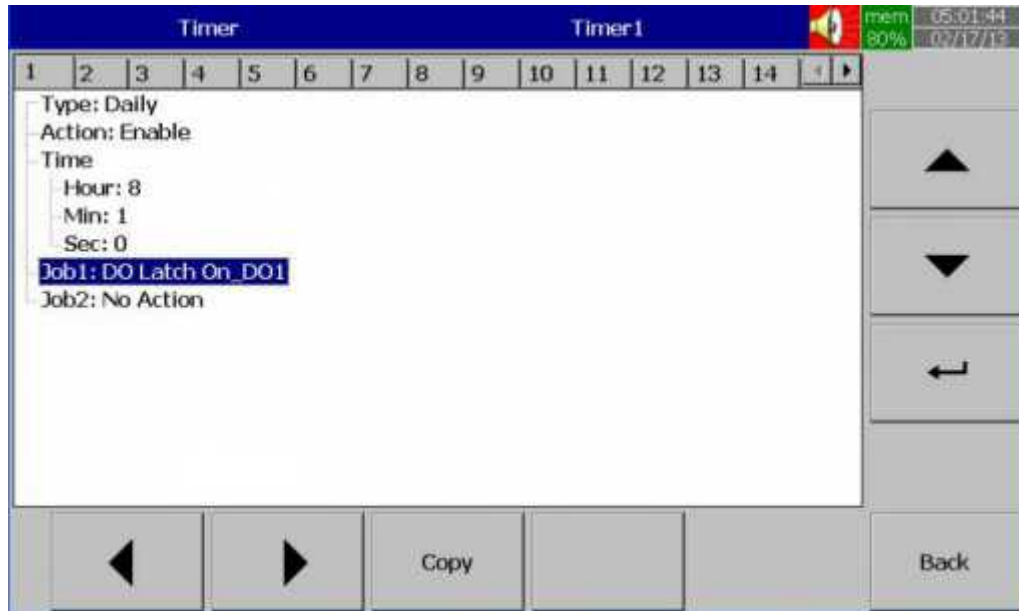 Timer Timer1 mem 05:01:44
80% 02/17/13
1 2 3 4 5 6 7 8 9 10 11 12 13 14
Type: Daily
Action: Enable
Time
Hour: 8
Min: 1
Sec: 0
Job1: DO Latch On_DO1
Job2: No Action
Copy Back